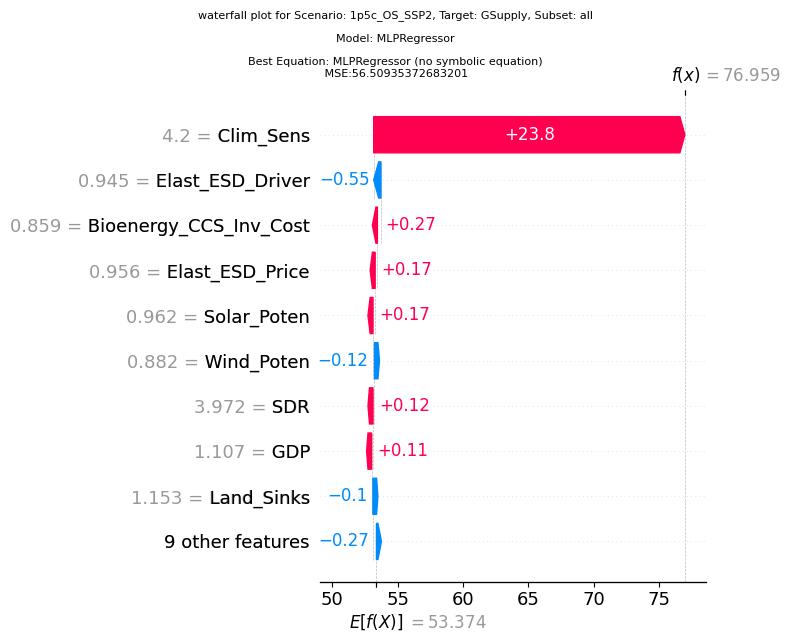 waterfall plot for Scenario: 1p5c_OS_SSP2, Target: GSupply, Subset: all
Model: MLPRegressor
Best Equation: MLPRegressor (no symbolic equation)
MSE:56.50935372683201
f(x) = 76.959
4.2 = Clim_Sens +23.8
0.945 = Elast_ESD_Driver −0.55
0.859 = Bioenergy_CCS_Inv_Cost +0.27
0.956 = Elast_ESD_Price +0.17
0.962 = Solar_Poten +0.17
0.882 = Wind_Poten −0.12
3.972 = SDR +0.12
1.107 = GDP +0.11
1.153 = Land_Sinks −0.1
9 other features −0.27
50 55 60 65 70 75
E[f(X)] = 53.374